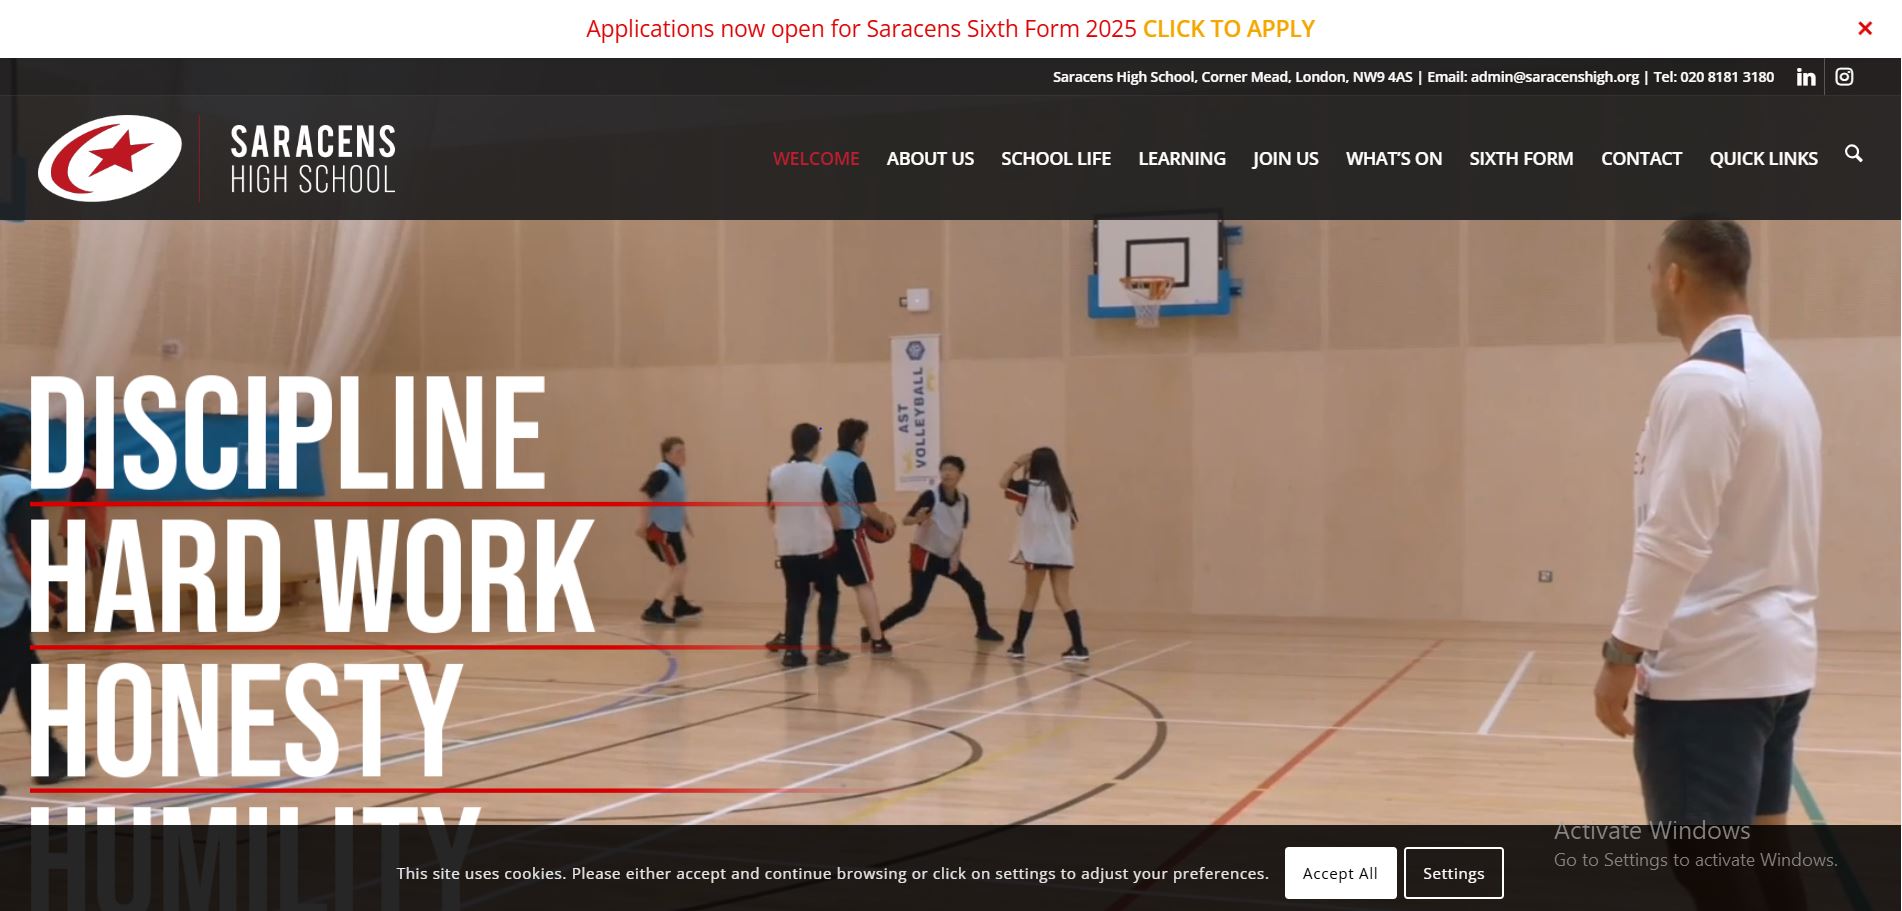 Applications now open for Saracens Sixth Form 2025 CLICK TO APPLY
Saracens High School, Corner Mead, London, NW9 4AS | Email: admin@saracenshigh.org | Tel: 020 8181 3180
SARACENS
HIGH SCHOOL
WELCOME ABOUT US SCHOOL LIFE LEARNING JOIN US WHAT'S ON SIXTH FORM CONTACT QUICK LINKS
AST
VOLLEYBALL
DISCIPLINE
HARD WORK
HONESTY
HUMILITY
This site uses cookies. Please either accept and continue browsing or click on settings to adjust your preferences. Accept All Settings
Activate Windows
Go to Settings to activate Windows.